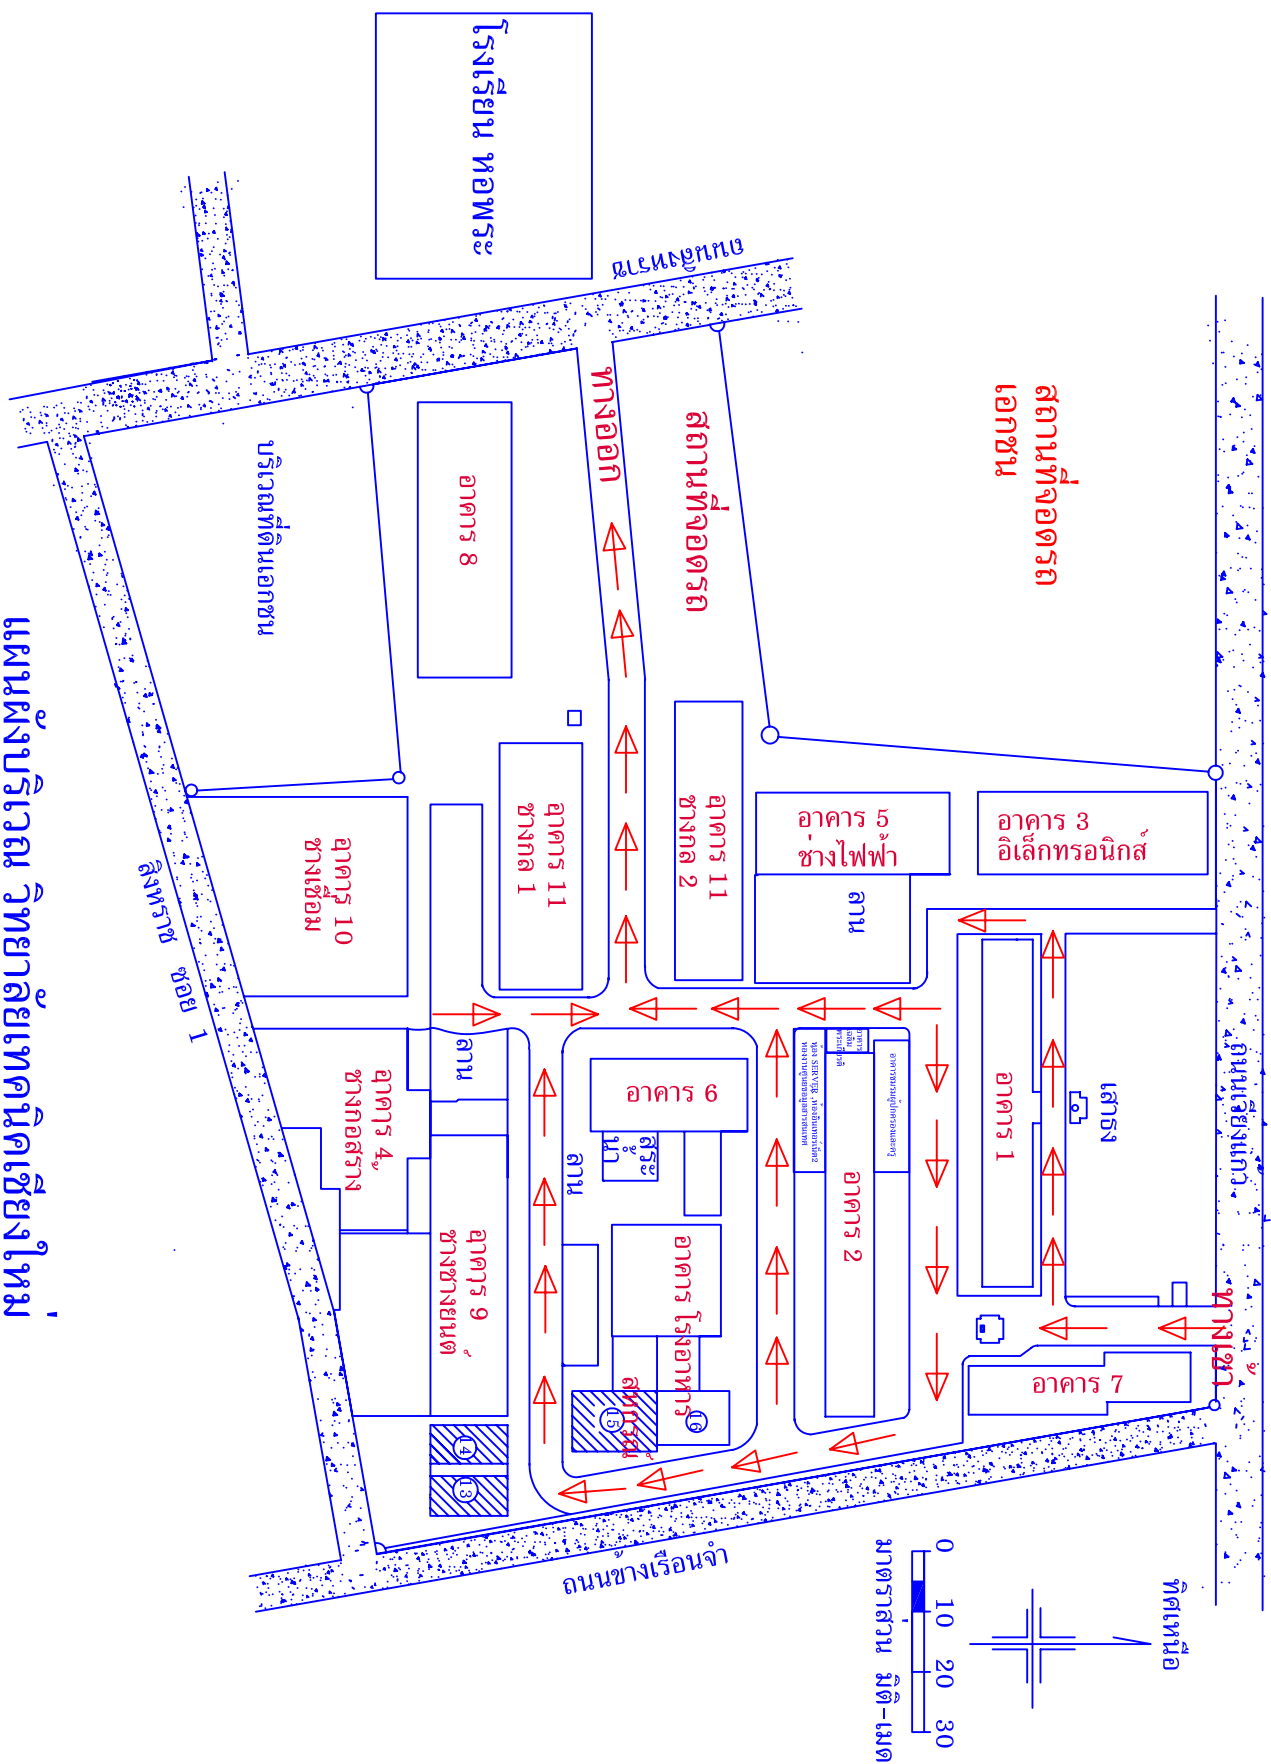 แผนผังบริเวณ วิทยาลัยเทคนิคเชียงใหม่
โรงเรียน หอพระ
ถนนสิงหราช
สถานที่จอดรถ
เอกชน
สถานที่จอดรถ
ทางออก
บริเวณที่ดินเอกชน
อาคาร 8
อาคาร 11
ช่างกล 1
อาคาร 11
ช่างกล 2
อาคาร 5
ช่างไฟฟ้า
อาคาร 3
อิเล็กทรอนิกส์
ลาน
อาคาร 10
ช่างเชื่อม
สิงหราช ซอย 1
ลาน
อาคาร 4
ช่างก่อสร้าง
อาคาร 9
ช่างช่างยนต์
อาคาร 6
สระ
น้ำ
ลาน
อาคาร โรงอาหาร
สหกรณ์
15
16
14
13
อาคาร 2
อาคาร 1
เสาธง
ถนนเวียงแก้ว
ทางเข้า
อาคาร 7
ถนนข้างเรือนจำ
ทิศเหนือ
0 10 20 30
มาตราส่วน มิติ-เมตร